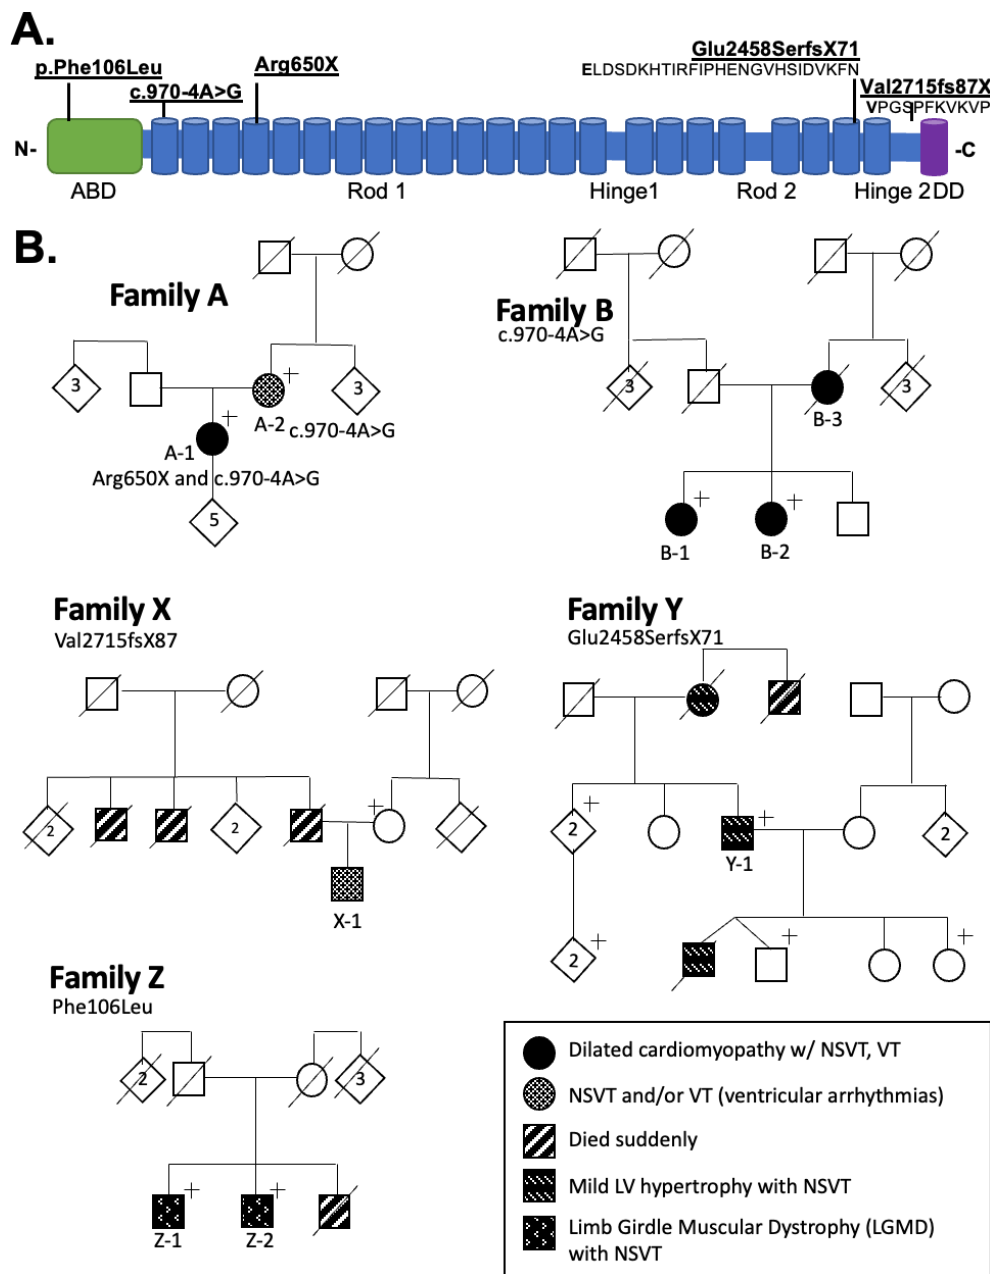 A.
p.Phe106Leu
c.970-4A>G
Arg650X
Glu2458SerfsX71
ELDSDKHTIRFIPHENGVHSIDVKFN
Val2715fs87X
VPGSPFKVKVP
N-
-C
ABD
Rod 1
Hinge1
Rod 2
Hinge 2
DD
B.
Family A
3
+
A-2
3
c.970-4A>G
+
A-1
Arg650X and c.970-4A>G
5
Family B
c.970-4A>G
3
B-3
3
+
B-1
+
B-2
Family X
Val2715fsX87
2
2
+
X-1
Family Y
Glu2458SerfsX71
+
2
+
Y-1
2
+
2
+
+
Family Z
Phe106Leu
2
3
+
Z-1
+
Z-2
Dilated cardiomyopathy w/ NSVT, VT
NSVT and/or VT (ventricular arrhythmias)
Died suddenly
Mild LV hypertrophy with NSVT
Limb Girdle Muscular Dystrophy (LGMD)
with NSVT